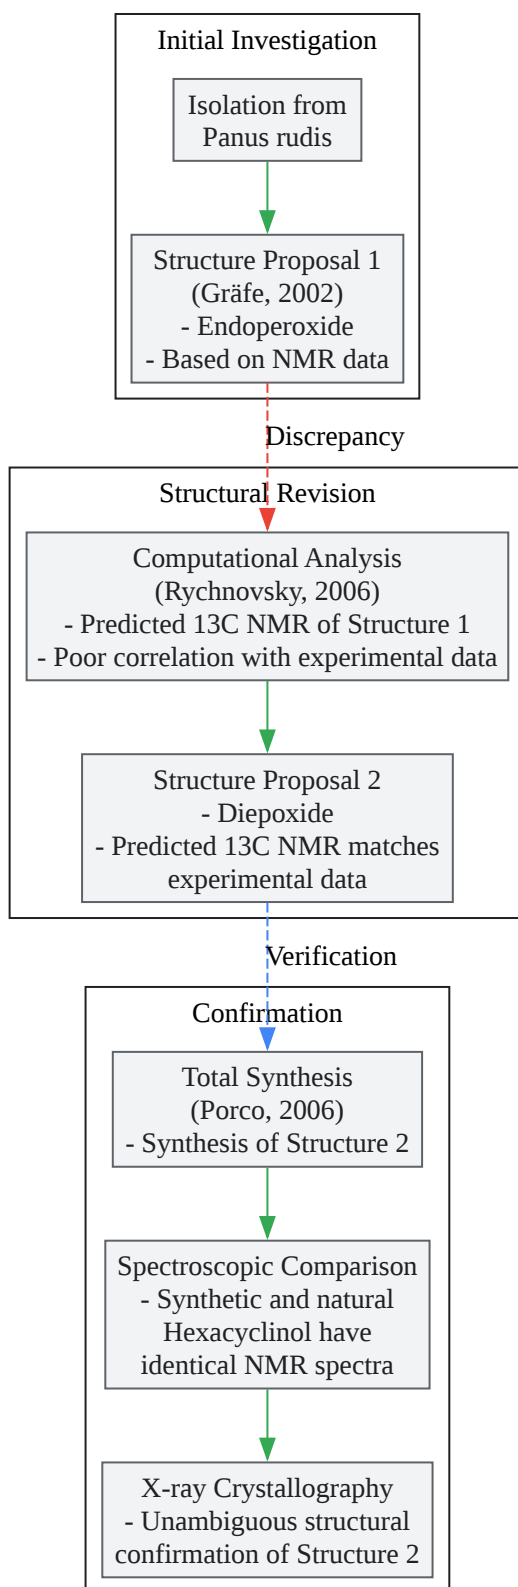 Initial Investigation
Isolation from
Panus rudis
Structure Proposal 1
(Gräfe, 2002)
- Endoperoxide
- Based on NMR data
Discrepancy
Structural Revision
Computational Analysis
(Rychnovsky, 2006)
- Predicted 13C NMR of Structure 1
- Poor correlation with experimental data
Structure Proposal 2
- Diepoxide
- Predicted 13C NMR matches
experimental data
Verification
Confirmation
Total Synthesis
(Porco, 2006)
- Synthesis of Structure 2
Spectroscopic Comparison
- Synthetic and natural
Hexacyclinol have
identical NMR spectra
X-ray Crystallography
- Unambiguous structural
confirmation of Structure 2